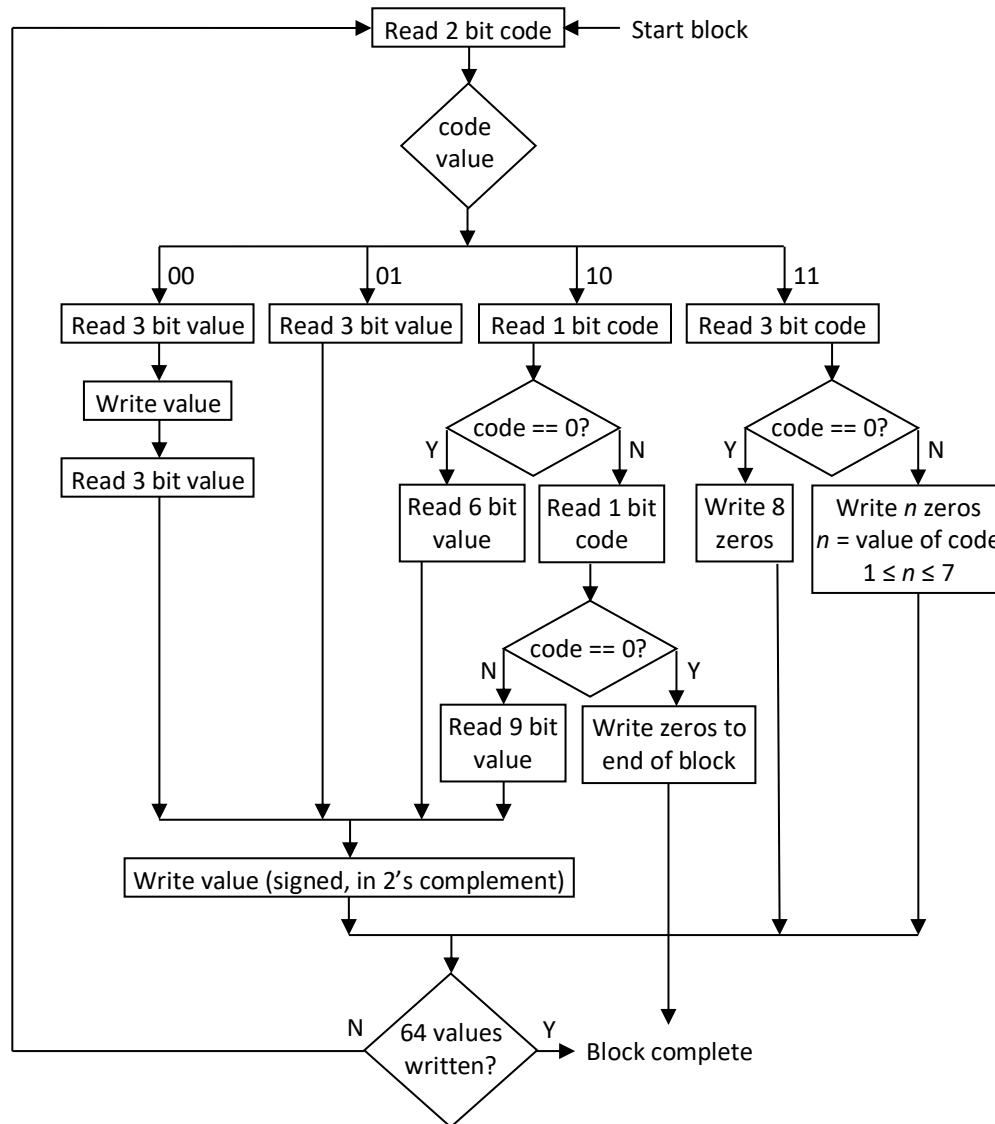 Read 2 bit code
Start block
code
value
00
01
10
11
Read 3 bit value
Read 3 bit value
Read 1 bit code
Read 3 bit code
Write value
code == 0?
code == 0?
Y
N
Y
N
Read 3 bit value
Read 6 bit
value
Read 1 bit
code
Write 8
zeros
Write n zeros
n = value of code
1 ≤ n ≤ 7
code == 0?
N
Y
Read 9 bit
value
Write zeros to
end of block
Write value (signed, in 2’s complement)
N
64 values
written?
Y
Block complete